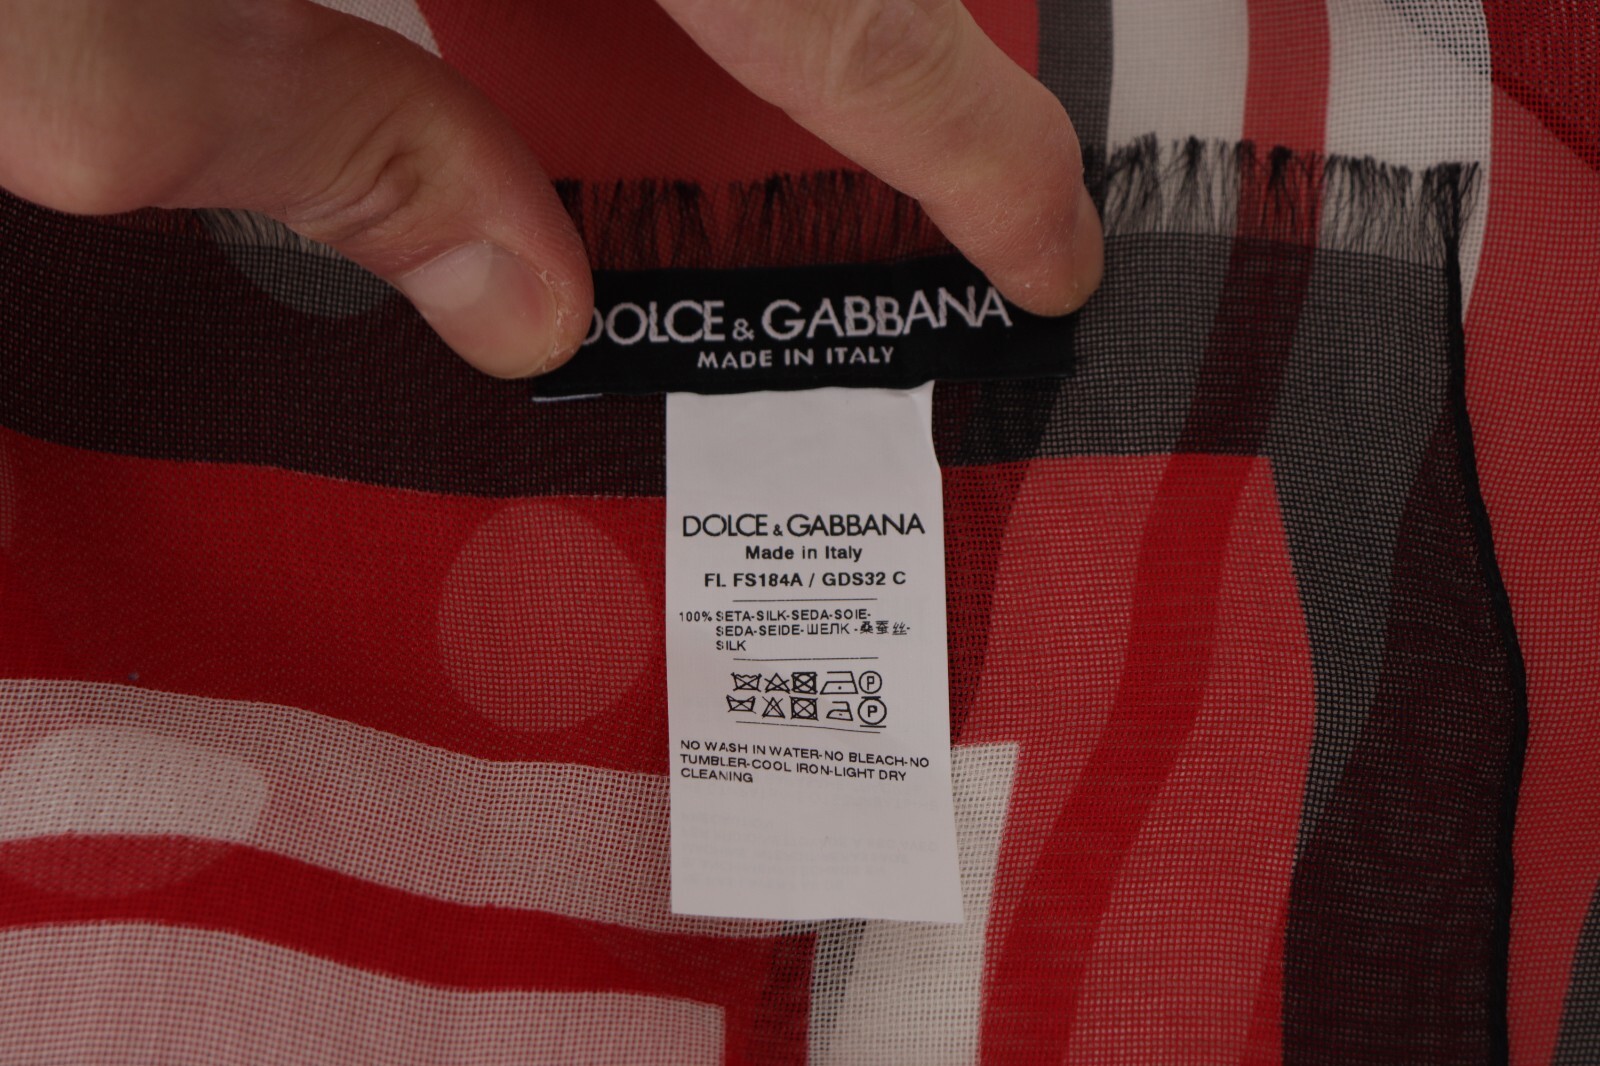 DOLCE & GABBANA
MADE IN ITALY
DOLCE & GABBANA
Made in Italy
FL FS184A / GDS32 C
100% SETA-SILK-SEDA-SOIE-
SEDA-SEIDE-ШЕЛК-桑蚕丝-
SILK
P
P
NO WASH IN WATER-NO BLEACH-NO
TUMBLER-COOL IRON-LIGHT DRY
CLEANING